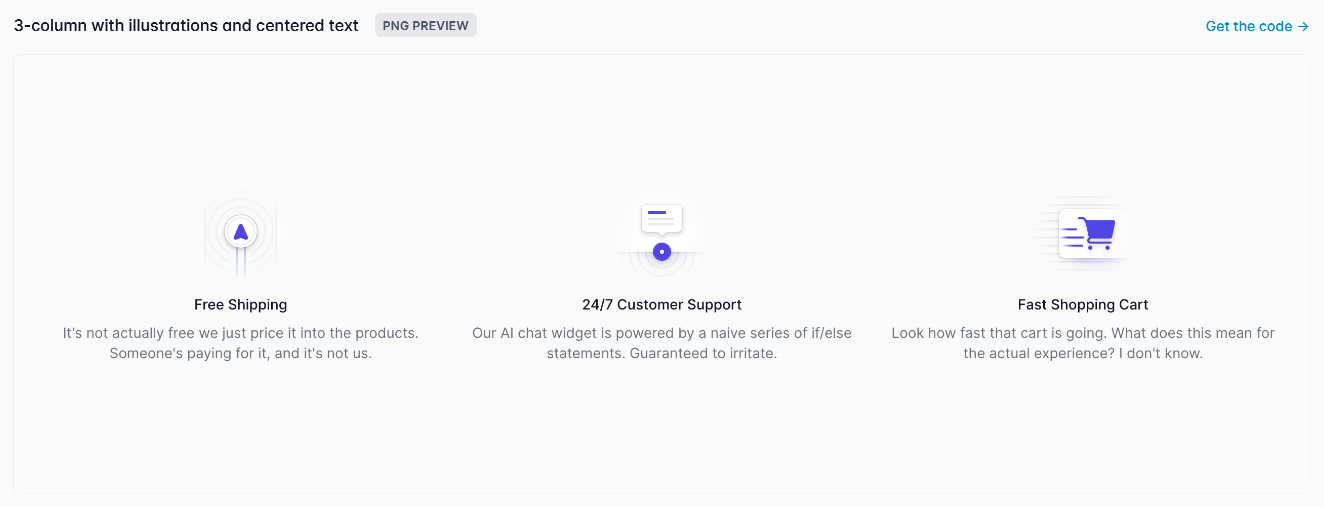 3-column with illustrations and centered text
PNG PREVIEW
Get the code →
Free Shipping
It's not actually free we just price it into the products.
Someone's paying for it, and it's not us.
24/7 Customer Support
Our AI chat widget is powered by a naive series of if/else
statements. Guaranteed to irritate.
Fast Shopping Cart
Look how fast that cart is going. What does this mean for
the actual experience? I don't know.